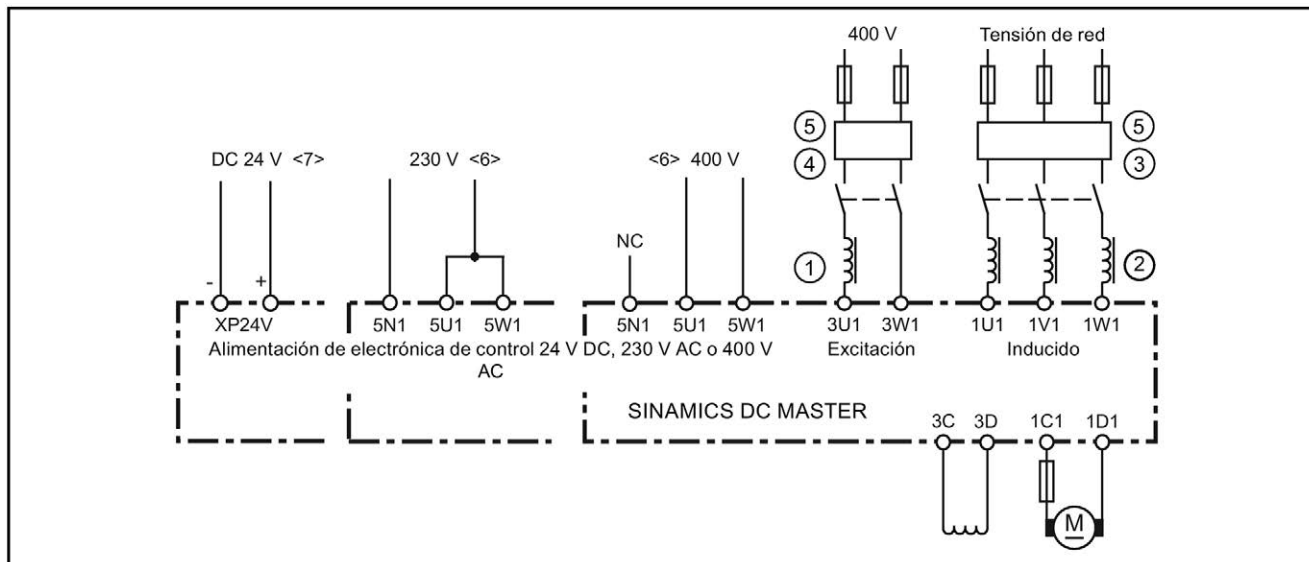 400 V Tensión de red
⑤ ⑤
④ ③
DC 24 V <7> 230 V <6> <6> 400 V
NC
① ②
- +
XP24V 5N1 5U1 5W1 5N1 5U1 5W1 3U1 3W1 1U1 1V1 1W1
Alimentación de electrónica de control 24 V DC, 230 V AC o 400 V Excitación Inducido
AC
SINAMICS DC MASTER
3C 3D 1C1 1D1
M